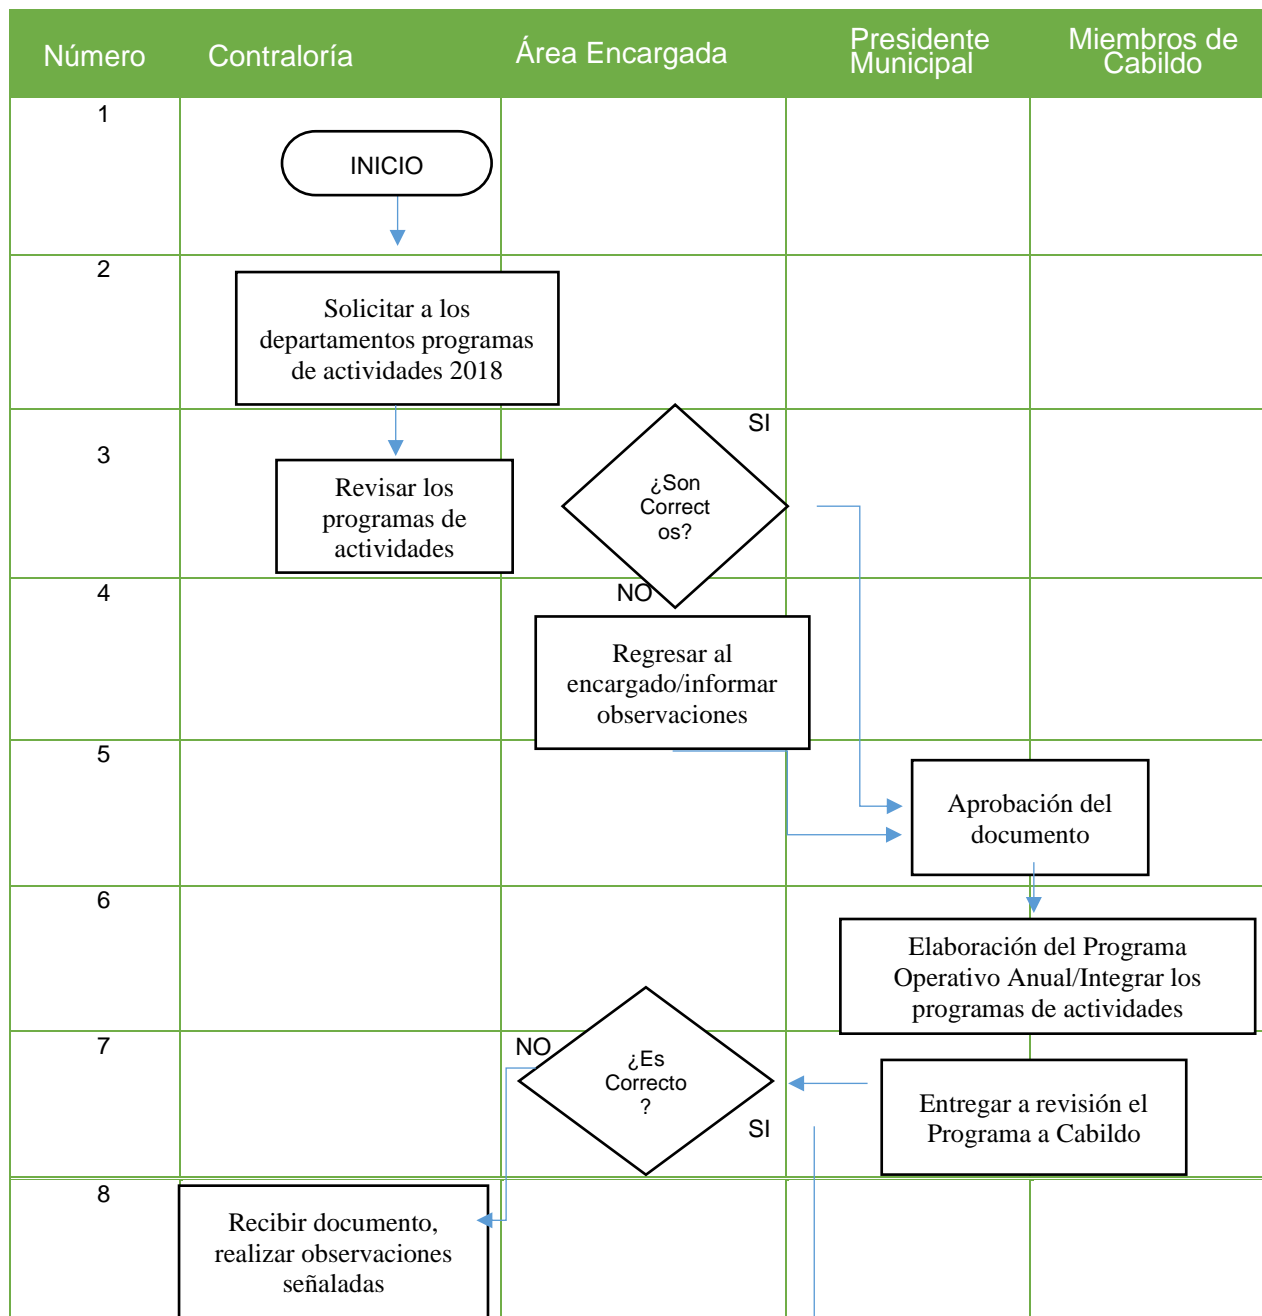 Número
Contraloría
Área Encargada
Presidente
Municipal
Miembros de
Cabildo
1
INICIO
2
Solicitar a los
departamentos programas
de actividades 2018
3
Revisar los
programas de
actividades
¿Son
Correct
os?
SI
4
NO
Regresar al
encargado/informar
observaciones
5
Aprobación del
documento
6
Elaboración del Programa
Operativo Anual/Integrar los
programas de actividades
7
NO
¿Es
Correcto
?
SI
Entregar a revisión el
Programa a Cabildo
8
Recibir documento,
realizar observaciones
señaladas